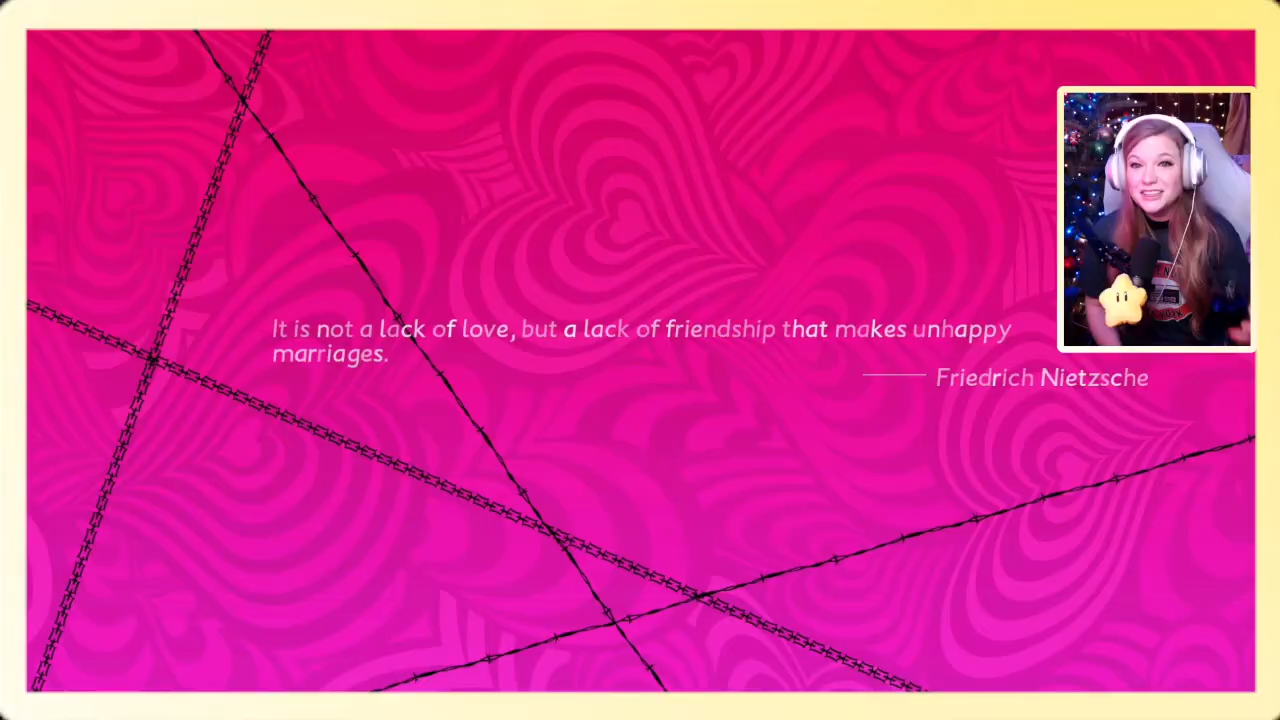 It is not a lack of love, but a lack of friendship that makes unhappy
marriages.
Friedrich Nietzsche